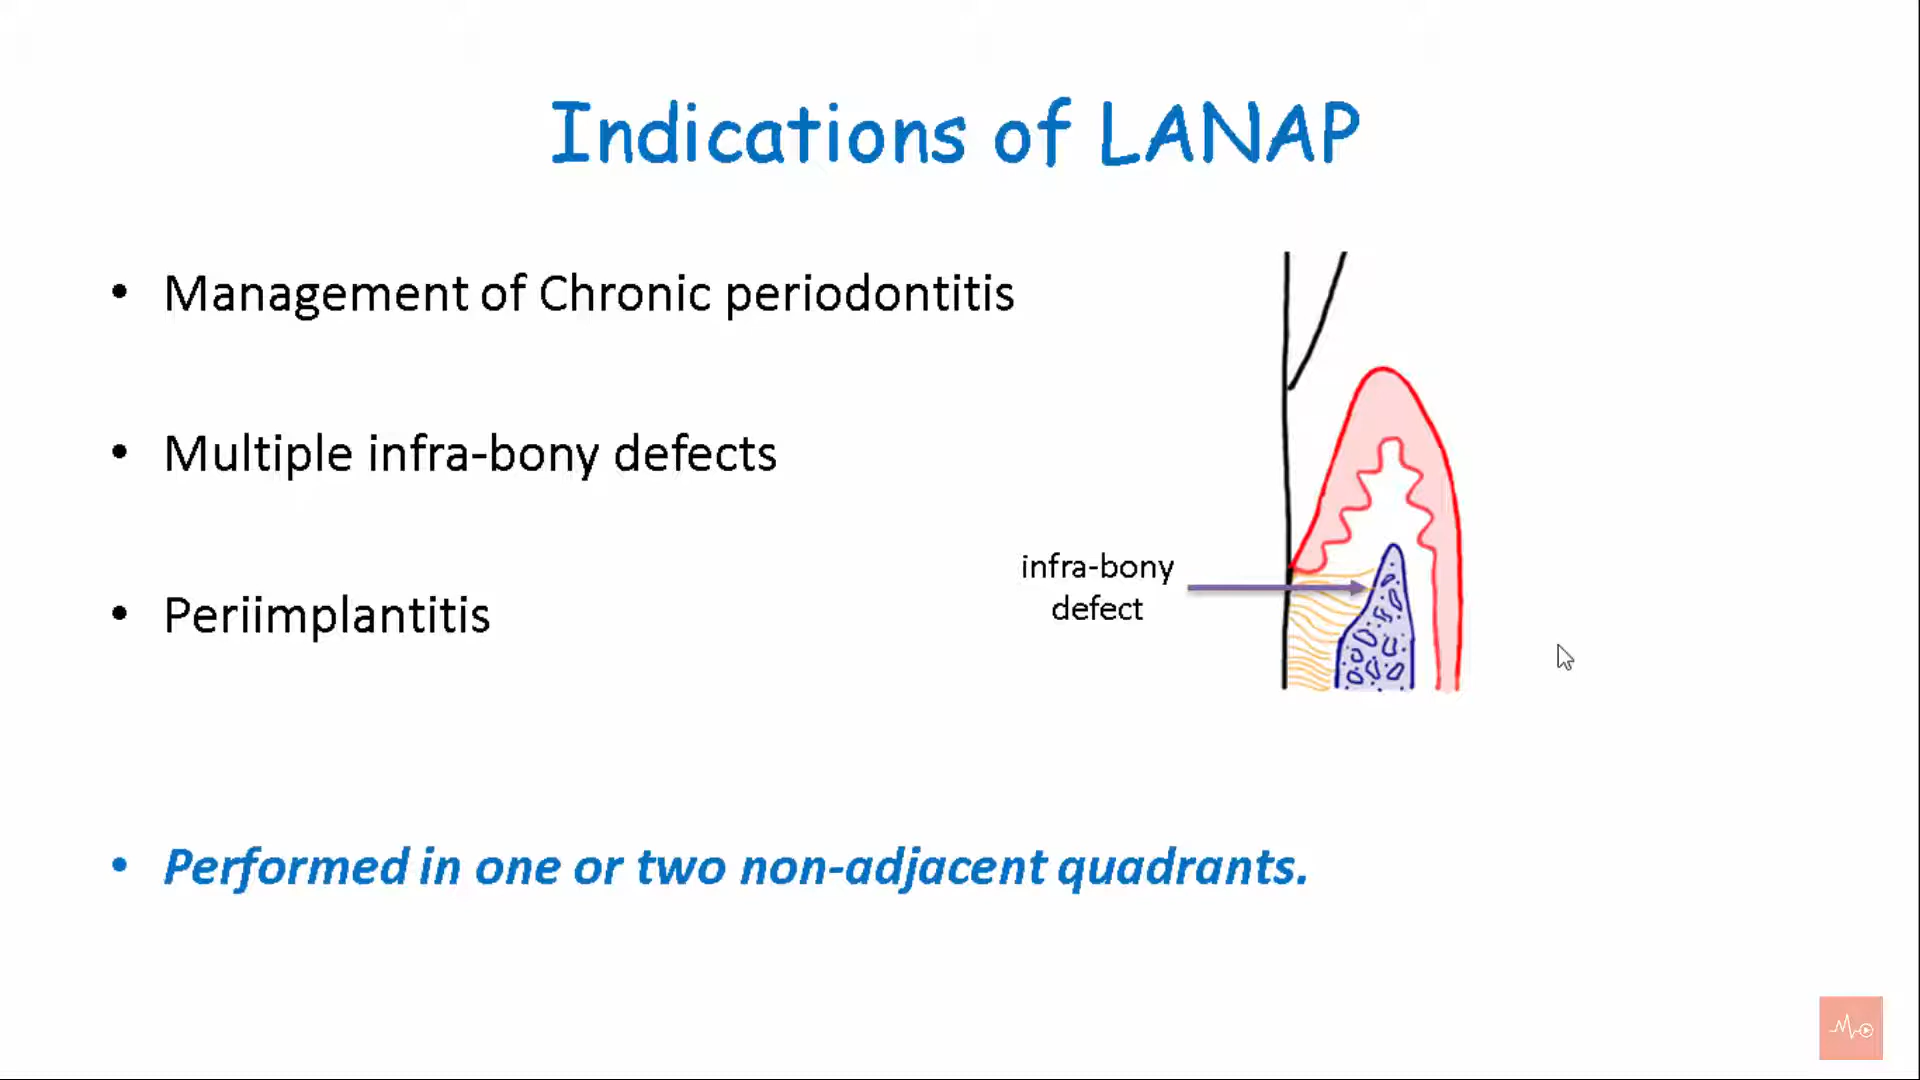 Indications of LANAP
• Management of Chronic periodontitis
• Multiple infra-bony defects
infra-bony
defect
• Periimplantitis
• Performed in one or two non-adjacent quadrants.